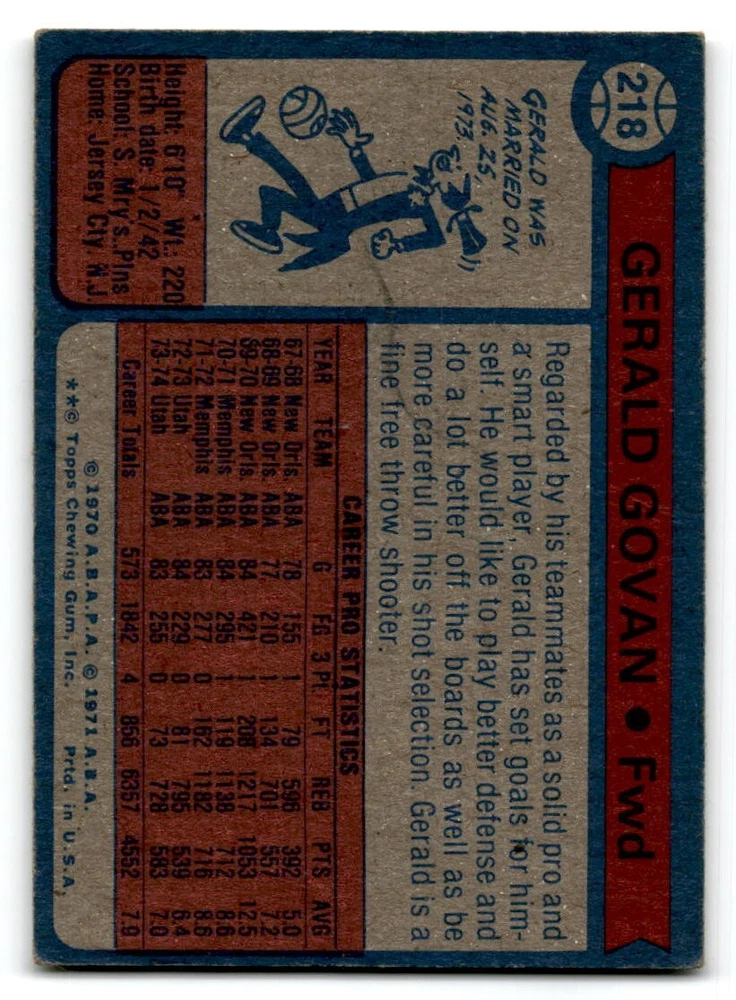 218
GERALD GOVAN • Fwd
GERALD WAS
MARRIED ON
AUG. 25,
1973.
Height: 6'10" Wt.: 220
Birth date: 1/2/42
School: S. Mry's. Plns
Home: Jersey Cty N.J.
Regarded by his teammates as a solid pro and
a smart player, Gerald has set goals for him-
self. He would like to play better defense and
do a lot better off the boards as well as be
more careful in his shot selection. Gerald is a
fine free throw shooter.
CAREER PRO STATISTICS
YEAR TEAM G FG 3 Pt. FT REB PTS AVG
67-68 New Orls. ABA 78 155 1 79 596 392 5.0
68-69 New Orls. ABA 77 210 1 134 701 557 7.2
69-70 New Orls. ABA 84 421 1 208 1217 1053 12.5
70-71 Memphis ABA 84 295 1 119 1138 712 8.6
71-72 Memphis ABA 83 277 0 162 1182 716 8.6
72-73 Utah ABA 84 229 0 81 795 539 6.4
73-74 Utah ABA 83 255 0 73 728 583 7.0
Career Totals 573 1842 4 856 6357 4552 7.9
© 1970 A.B.A.P.A. © 1971 A.B.A.
**© Topps Chewing Gum, Inc. Prtd. in U.S.A.